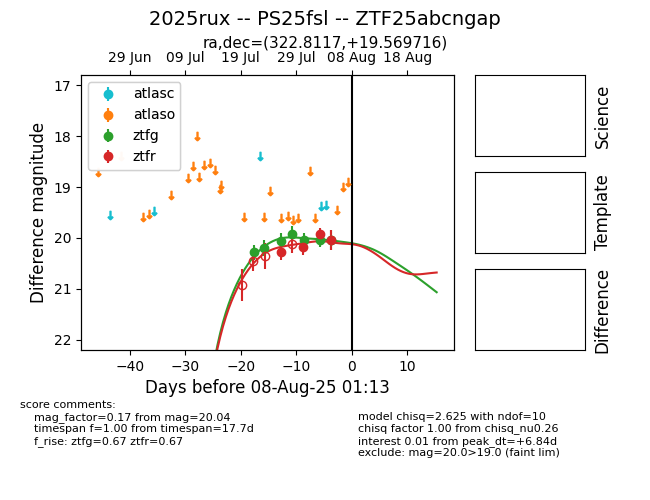 2025rux -- PS25fsl -- ZTF25abcngap
ra,dec=(322.8117,+19.569716)
29 Jun 09 Jul 19 Jul 29 Jul 08 Aug 18 Aug
17
18
19
20
21
22
Difference magnitude
atlasc
atlaso
ztfg
ztfr
−40 −30 −20 −10 0 10
Days before 08-Aug-25 01:13
Science
Template
Difference
score comments:
mag_factor=0.17 from mag=20.04
timespan f=1.00 from timespan=17.7d
f_rise: ztfg=0.67 ztfr=0.67
model chisq=2.625 with ndof=10
chisq factor 1.00 from chisq_nu0.26
interest 0.01 from peak_dt=+6.84d
exclude: mag=20.0>19.0 (faint lim)